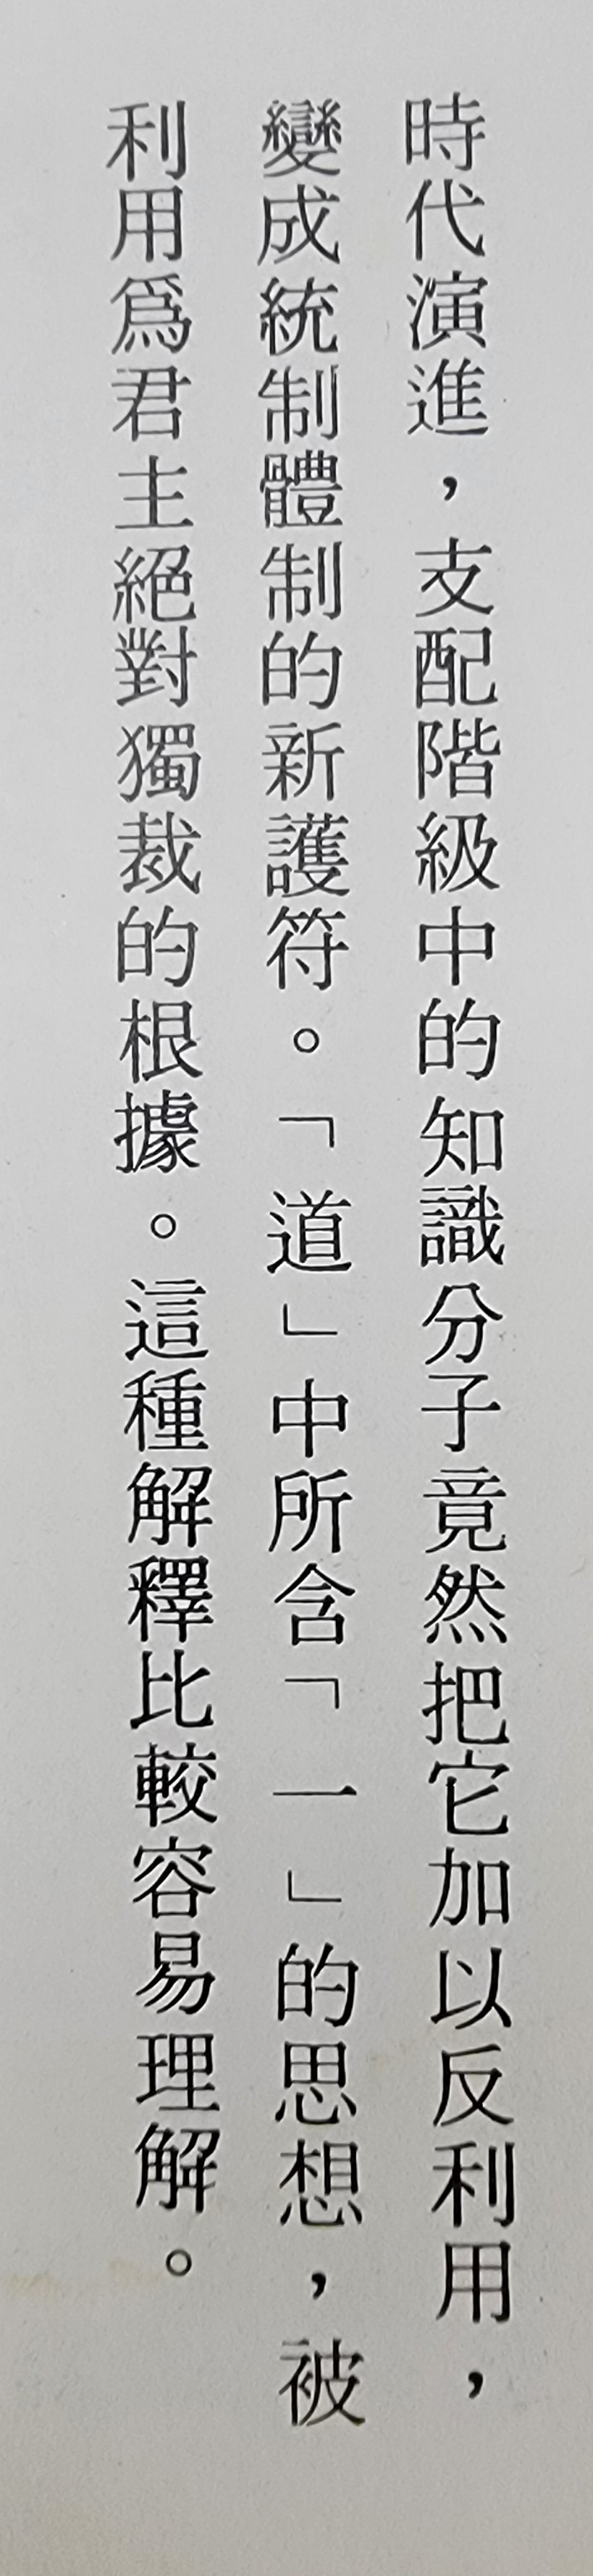 時代演進，支配階級中的知識分子竟然把它加以反利用，
變成統制體制的新護符。「道」中所含「一」的思想，被
利用爲君主絕對獨裁的根據。這種解釋比較容易理解。